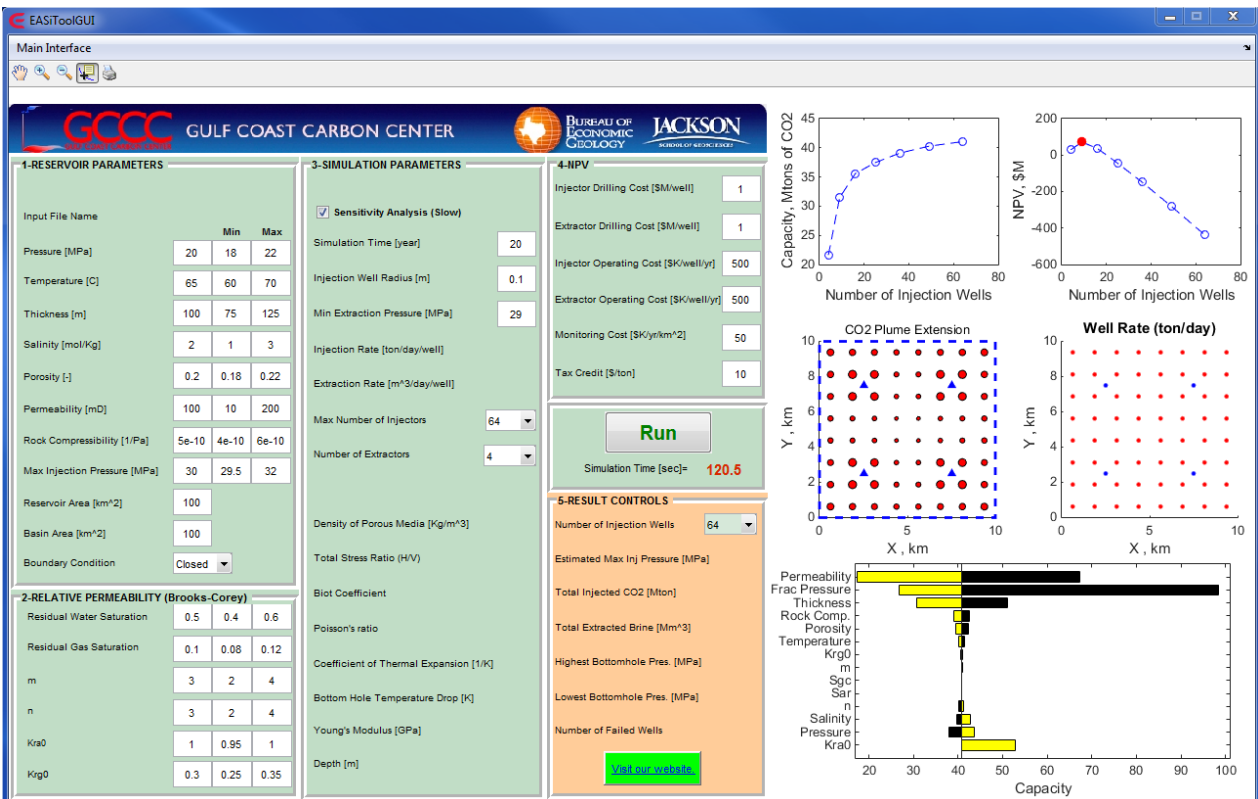 EASiToolGUI
Main Interface
GCCC GULF COAST CARBON CENTER
BUREAU OF
ECONOMIC
GEOLOGY
JACKSON
SCHOOL OF GEOSCIENCES
1-RESERVOIR PARAMETERS
Input File Name
Min Max
Pressure [MPa] 20 18 22
Temperature [C] 65 60 70
Thickness [m] 100 75 125
Salinity [mol/Kg] 2 1 3
Porosity [-] 0.2 0.18 0.22
Permeability [mD] 100 10 200
Rock Compressibility [1/Pa] 5e-10 4e-10 6e-10
Max Injection Pressure [MPa] 30 29.5 32
Reservoir Area [km^2] 100
Basin Area [km^2] 100
Boundary Condition Closed
2-RELATIVE PERMEABILITY (Brooks-Corey)
Residual Water Saturation 0.5 0.4 0.6
Residual Gas Saturation 0.1 0.08 0.12
m 3 2 4
n 3 2 4
Kra0 1 0.95 1
Krg0 0.3 0.25 0.35
3-SIMULATION PARAMETERS
Sensitivity Analysis (Slow)
Simulation Time [year] 20
Injection Well Radius [m] 0.1
Min Extraction Pressure [MPa] 29
Injection Rate [ton/day/well]
Extraction Rate [m^3/day/well]
Max Number of Injectors 64
Number of Extractors 4
Density of Porous Media [Kg/m^3]
Total Stress Ratio (H/V)
Biot Coefficient
Poisson's ratio
Coefficient of Thermal Expansion [1/K]
Bottom Hole Temperature Drop [K]
Young's Modulus [GPa]
Depth [m]
4-NPV
Injector Drilling Cost [$M/well] 1
Extractor Drilling Cost [$M/well] 1
Injector Operating Cost [$K/well/yr] 500
Extractor Operating Cost [$K/well/yr] 500
Monitoring Cost [$K/yr/km^2] 50
Tax Credit [$/ton] 10
Run
Simulation Time [sec]= 120.5
5-RESULT CONTROLS
Number of Injection Wells 64
Estimated Max Inj Pressure [MPa]
Total Injected CO2 [Mton]
Total Extracted Brine [Mm^3]
Highest Bottomhole Pres. [MPa]
Lowest Bottomhole Pres. [MPa]
Number of Failed Wells
Visit our website.
Capacity, Mtons of CO2
45
40
35
30
25
20
0 20 40 60 80
Number of Injection Wells
NPV, $M
200
0
-200
-400
-600
0 20 40 60 80
Number of Injection Wells
CO2 Plume Extension
Y , km
10
8
6
4
2
0
0 5 10
X , km
Well Rate (ton/day)
Y , km
10
8
6
4
2
0
0 5 10
X , km
Permeability
Frac Pressure
Thickness
Rock Comp.
Porosity
Temperature
Krg0
m
Sgc
Sar
n
Salinity
Pressure
Kra0
20 30 40 50 60 70 80 90 100
Capacity